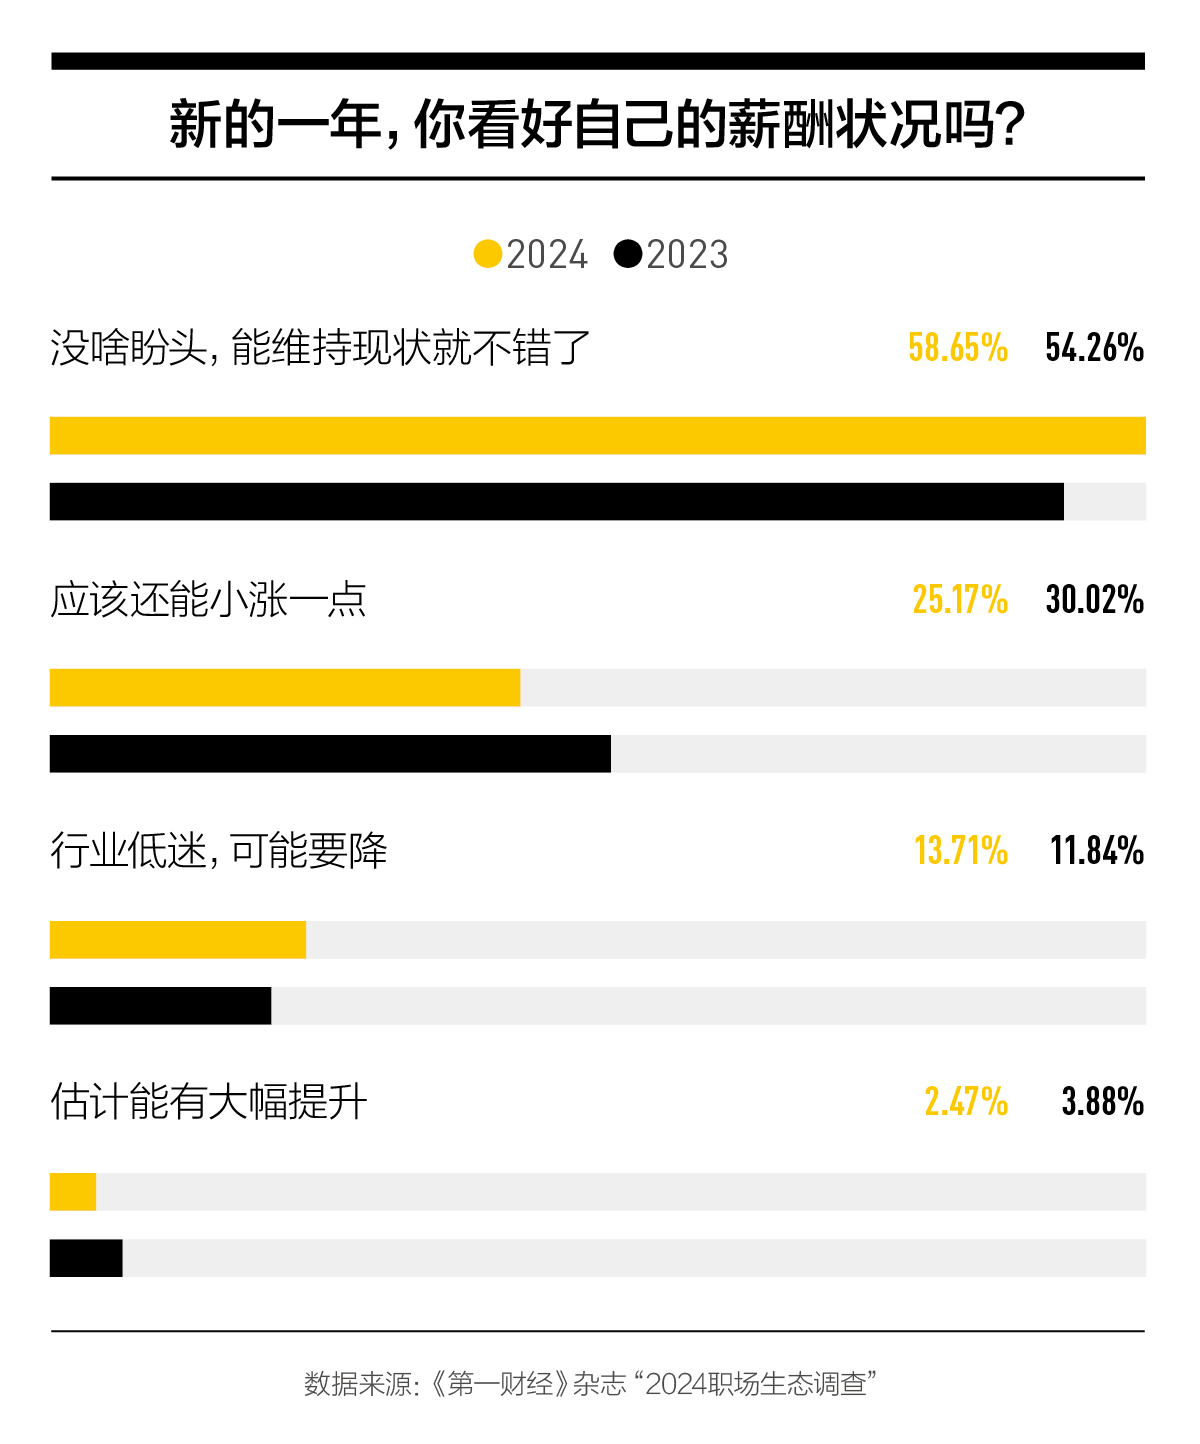 新的一年，你看好自己的薪酬状况吗？
2024 2023
没啥盼头，能维持现状就不错了 58.65% 54.26%
应该还能小涨一点 25.17% 30.02%
行业低迷，可能要降 13.71% 11.84%
估计能有大幅提升 2.47% 3.88%
数据来源：《第一财经》杂志“2024职场生态调查”